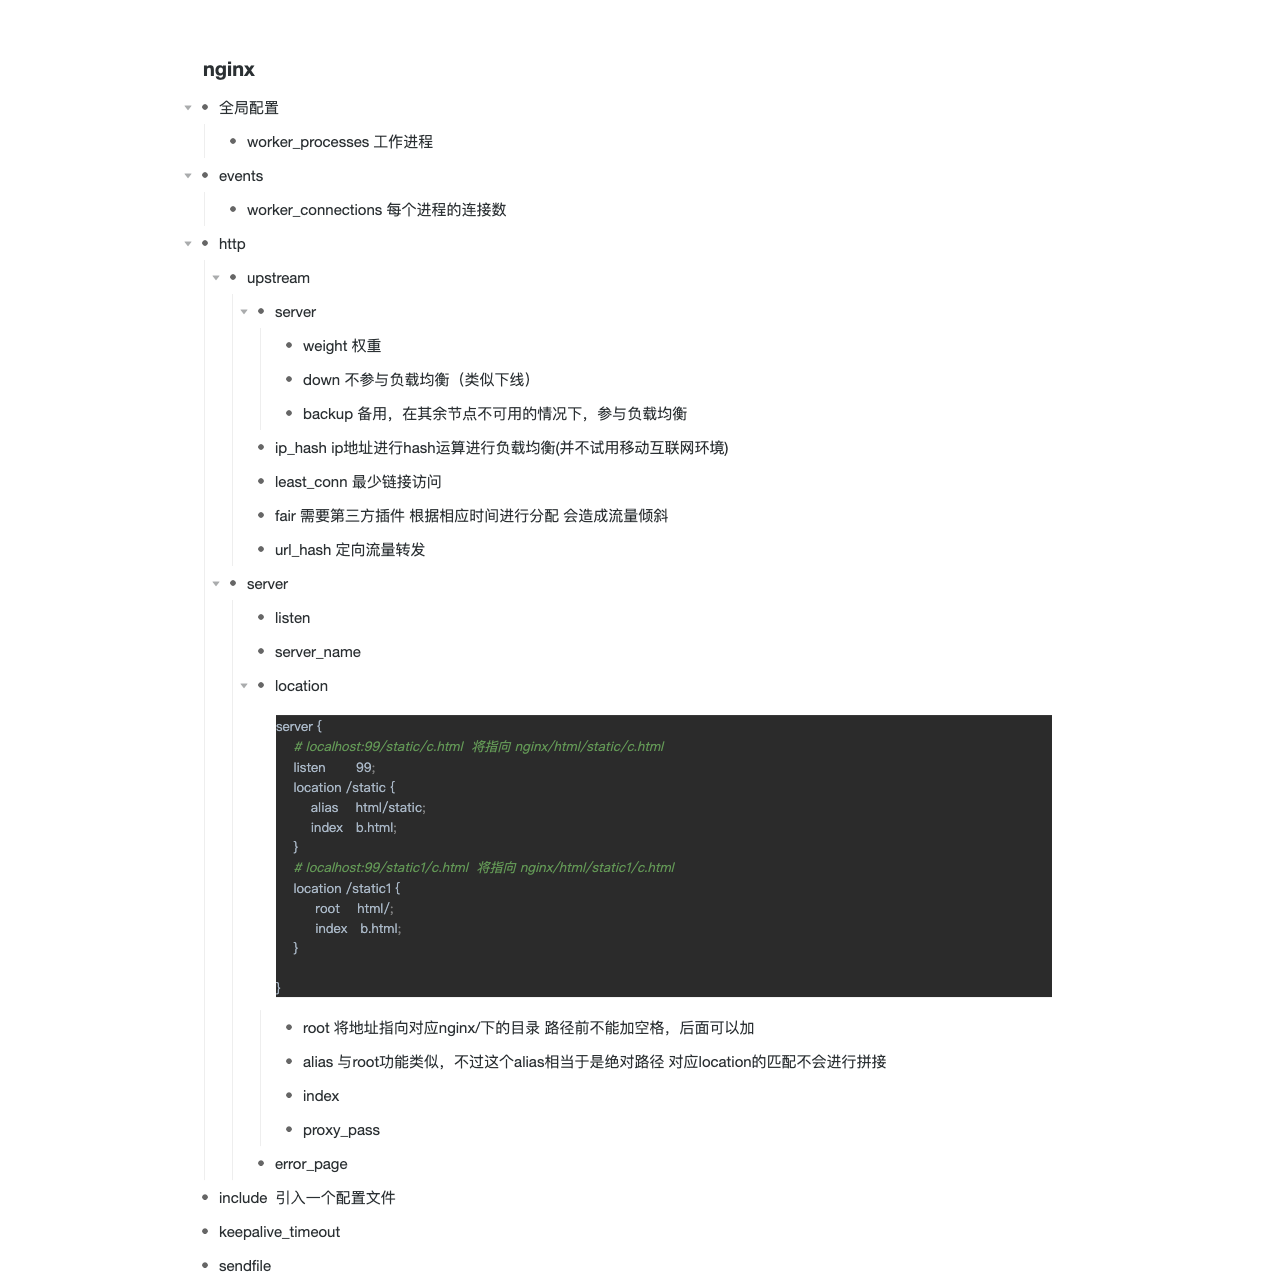 nginx
全局配置
worker_processes 工作进程
events
worker_connections 每个进程的连接数
http
upstream
server
weight 权重
down 不参与负载均衡（类似下线）
backup 备用，在其余节点不可用的情况下，参与负载均衡
ip_hash ip地址进行hash运算进行负载均衡(并不试用移动互联网环境)
least_conn 最少链接访问
fair 需要第三方插件 根据相应时间进行分配 会造成流量倾斜
url_hash 定向流量转发
server
listen
server_name
location
server {
# localhost:99/static/c.html 将指向 nginx/html/static/c.html
listen 99;
location /static {
alias html/static;
index b.html;
}
# localhost:99/static1/c.html 将指向 nginx/html/static1/c.html
location /static1 {
root html/;
index b.html;
}
}
root 将地址指向对应nginx/下的目录 路径前不能加空格，后面可以加
alias 与root功能类似，不过这个alias相当于是绝对路径 对应location的匹配不会进行拼接
index
proxy_pass
error_page
include 引入一个配置文件
keepalive_timeout
sendfile